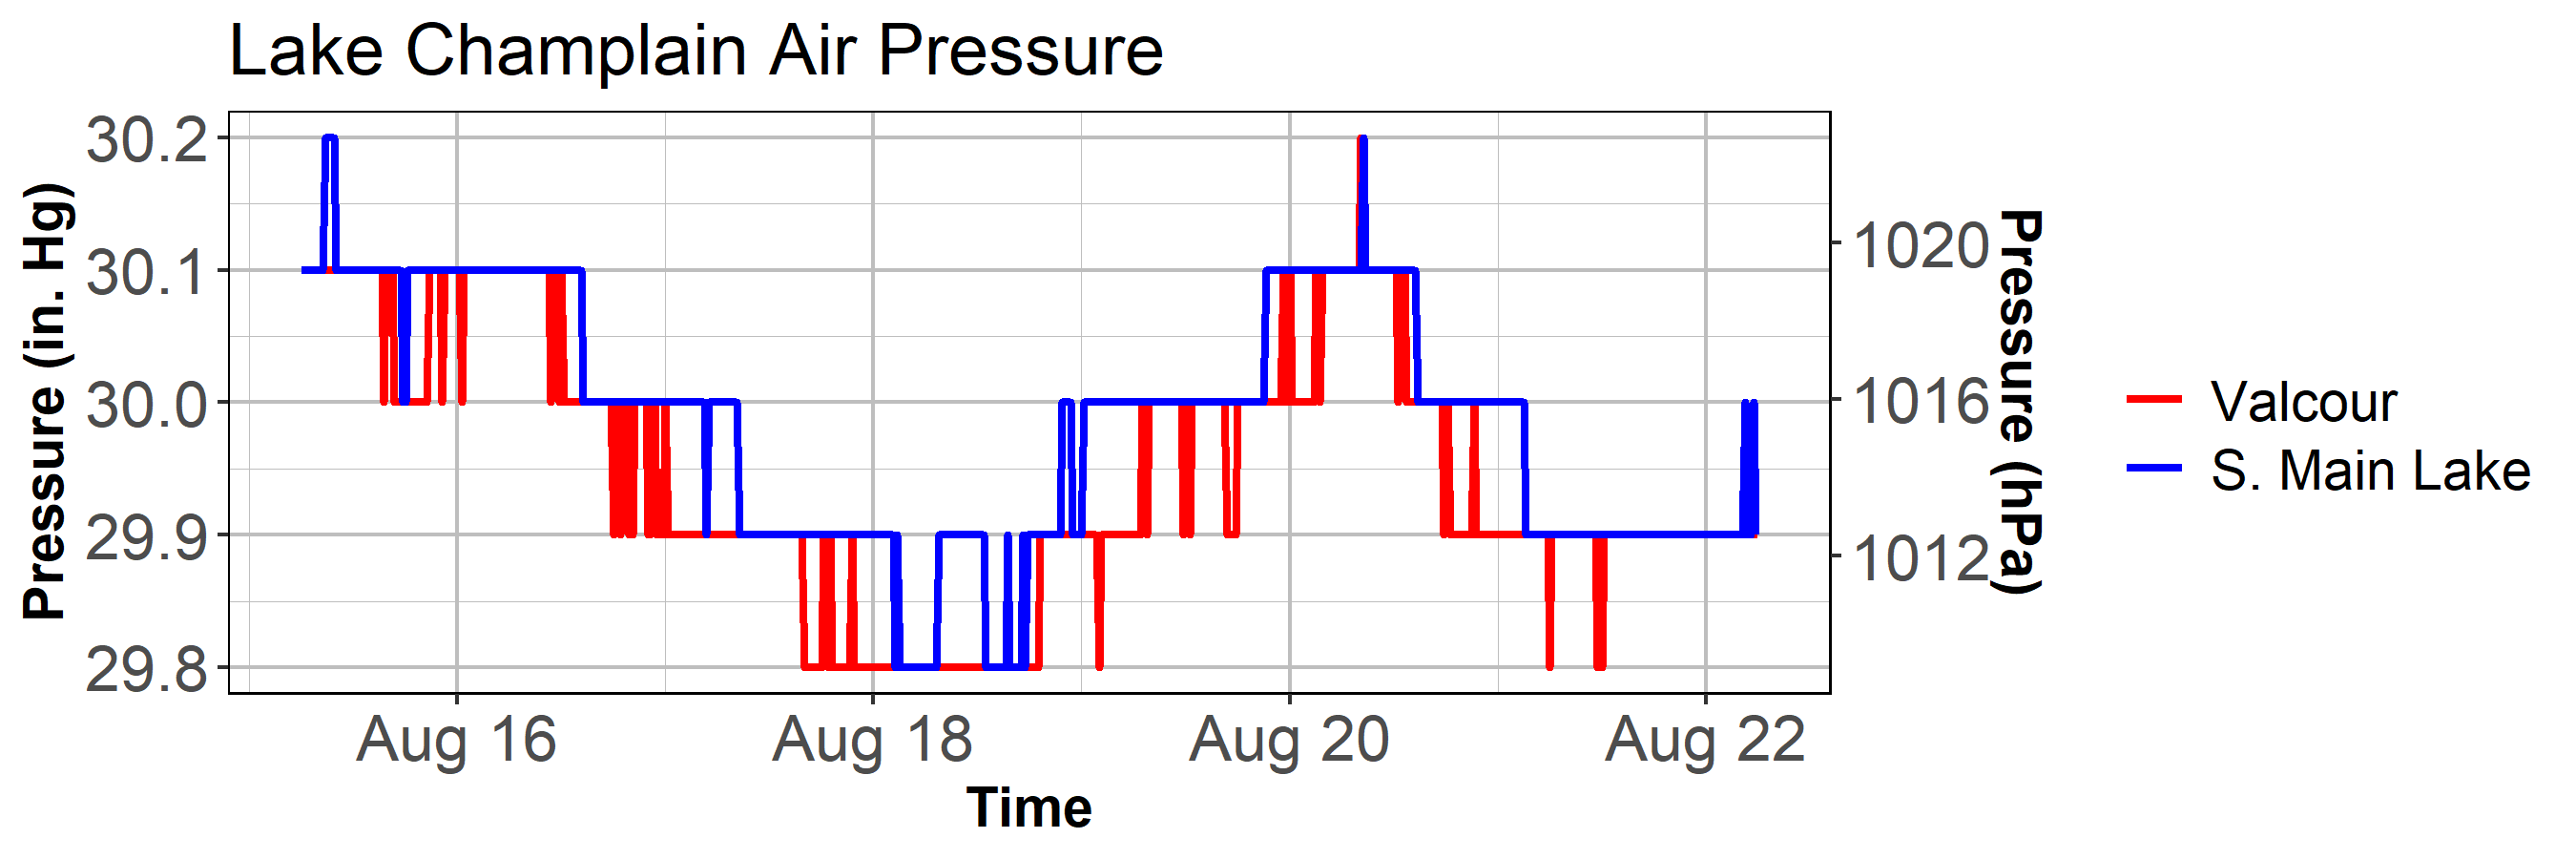 Lake Champlain Air Pressure
Pressure (in. Hg)
30.2
30.1
30.0
29.9
29.8
1020
1016
1012
Pressure (hPa)
Aug 16
Aug 18
Aug 20
Aug 22
Time
Valcour
S. Main Lake